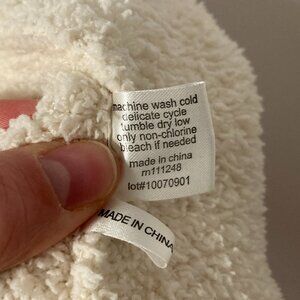 machine wash cold
delicate cycle
tumble dry low
only non-chlorine
bleach if needed
made in china
rn111248
lot#10070901
MADE IN CHINA